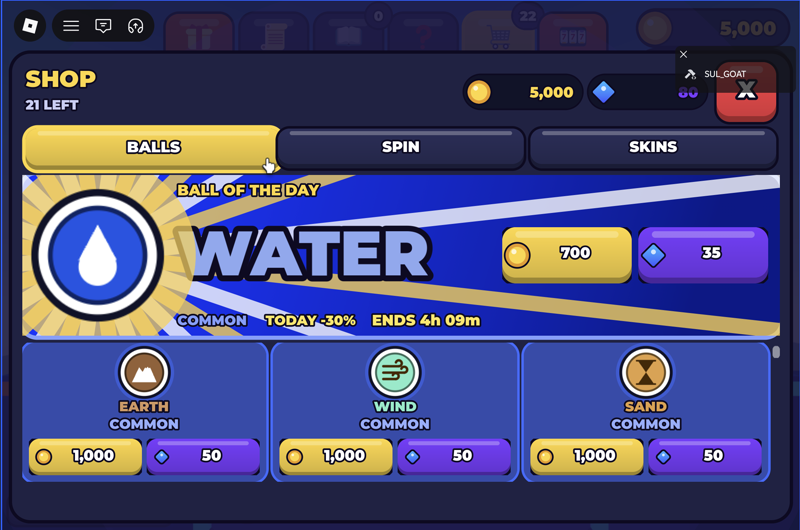 0
22
5,000
SHOP
21 LEFT
5,000
80
X
SUL_GOAT
BALLS
SPIN
SKINS
BALL OF THE DAY
WATER
700
35
COMMON TODAY -30% ENDS 4h 09m
EARTH
COMMON
1,000
50
WIND
COMMON
1,000
50
SAND
COMMON
1,000
50